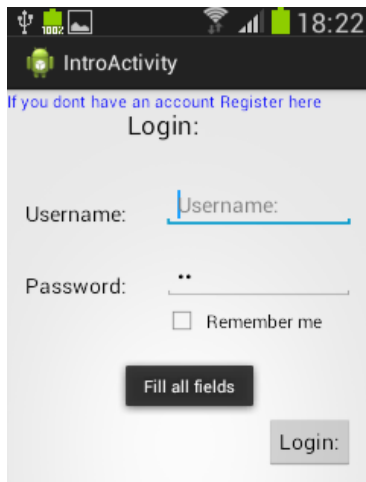 100%
18:22
IntroActivity
If you dont have an account Register here
Login:
Username:
Username:
Password:
••
Remember me
Fill all fields
Login: